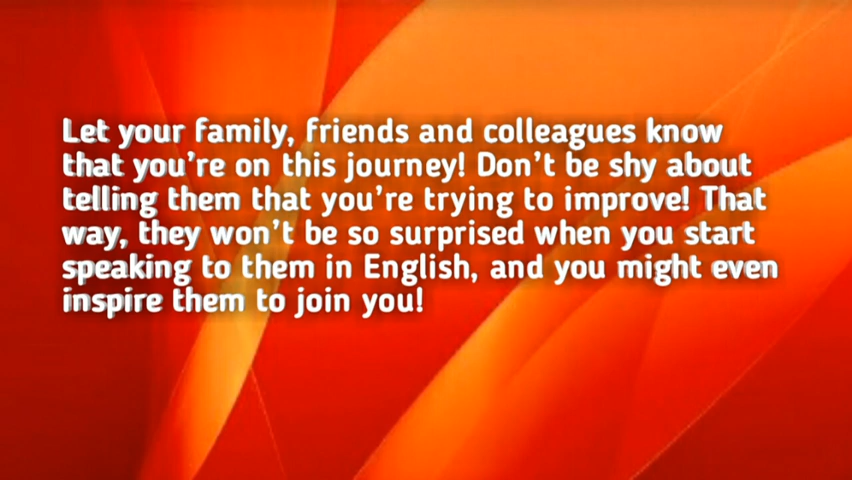 Let your family, friends and colleagues know
that you're on this journey! Don't be shy about
telling them that you're trying to improve! That
way, they won't be so surprised when you start
speaking to them in English, and you might even
inspire them to join you!